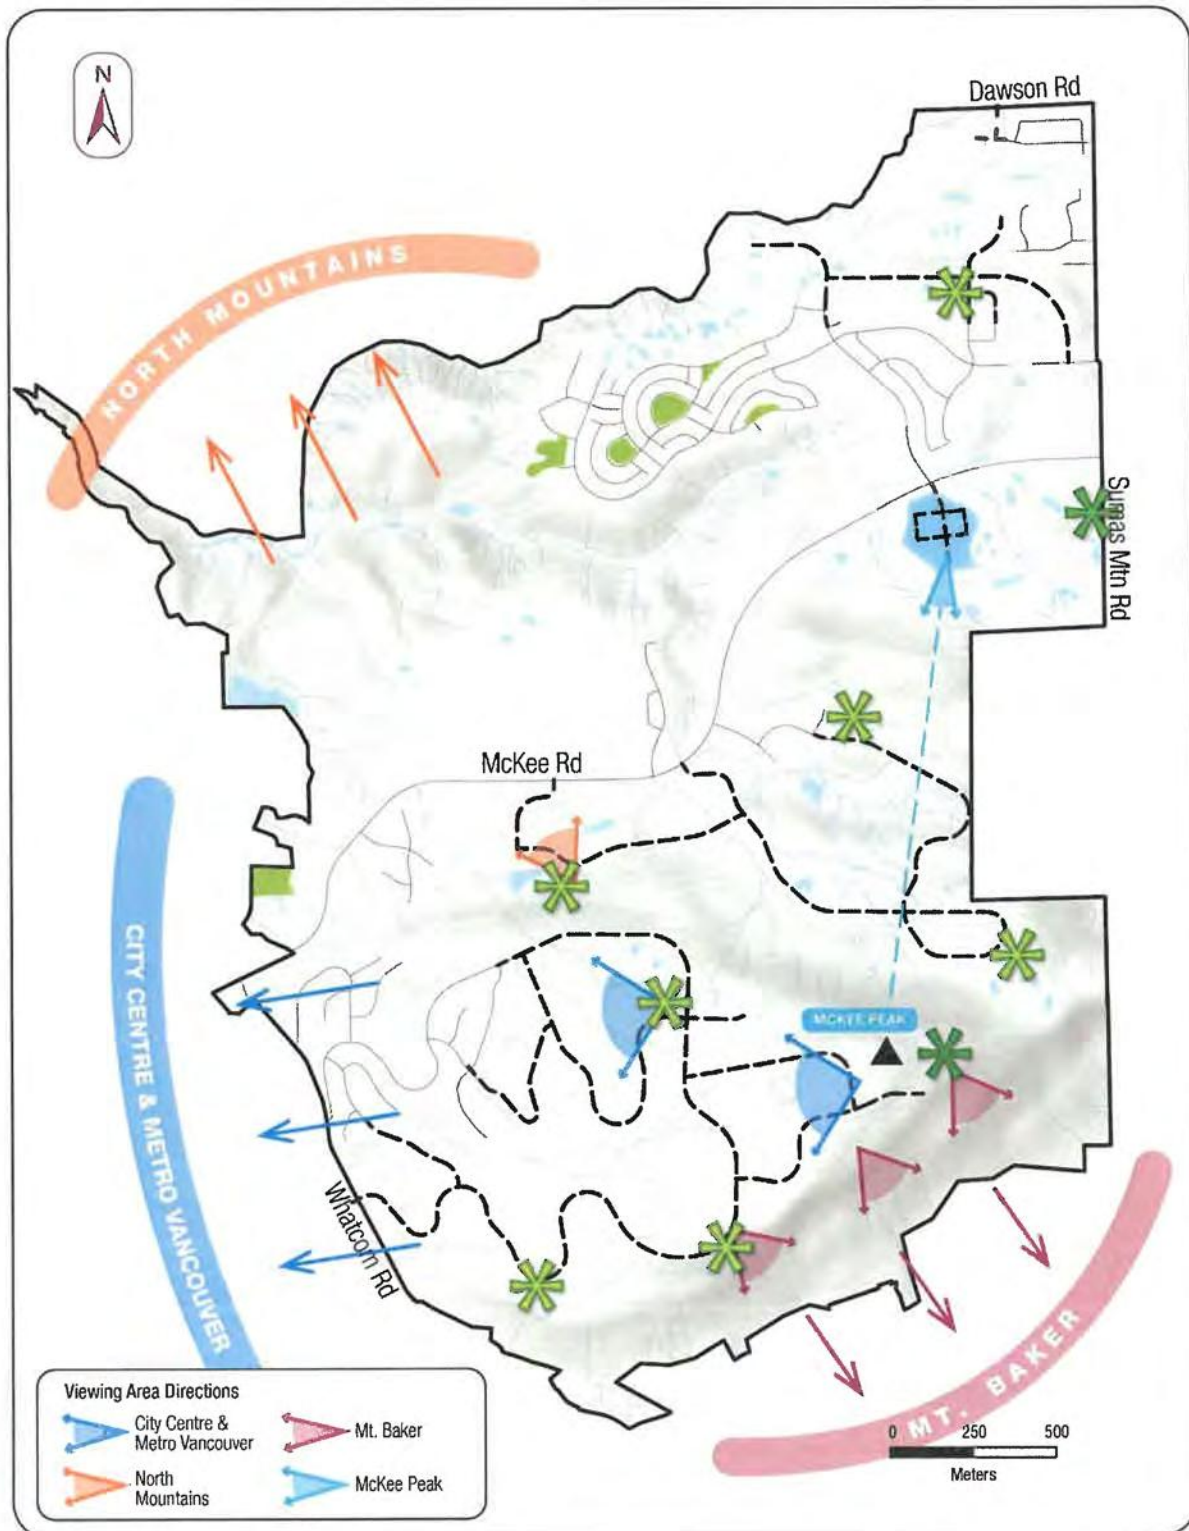 N
Dawson Rd
NORTH MOUNTAINS
Sumas Mtn Rd
McKee Rd
CITY CENTRE & METRO VANCOUVER
MCKEE PEAK
Whatcom Rd
MT. BAKER
Viewing Area Directions
City Centre &
Metro Vancouver
Mt. Baker
North
Mountains
McKee Peak
0 250 500
Meters